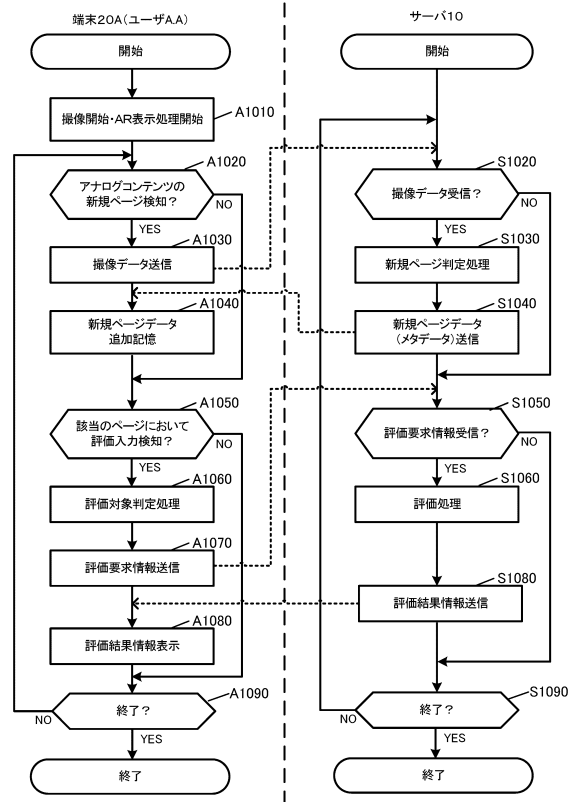 端末20A(ユーザA.A)
開始
撮像開始・AR表示処理開始
A1010
A1020
アナログコンテンツの
新規ページ検知?
NO
YES
A1030
撮像データ送信
A1040
新規ページデータ
追加記憶
A1050
該当のページにおいて
評価入力検知?
NO
YES
A1060
評価対象判定処理
A1070
評価要求情報送信
A1080
評価結果情報表示
A1090
終了?
NO
YES
終了
サーバ10
開始
S1020
撮像データ受信?
NO
YES
S1030
新規ページ判定処理
S1040
新規ページデータ
(メタデータ)送信
S1050
評価要求情報受信?
NO
YES
S1060
評価処理
S1080
評価結果情報送信
S1090
終了?
NO
YES
終了